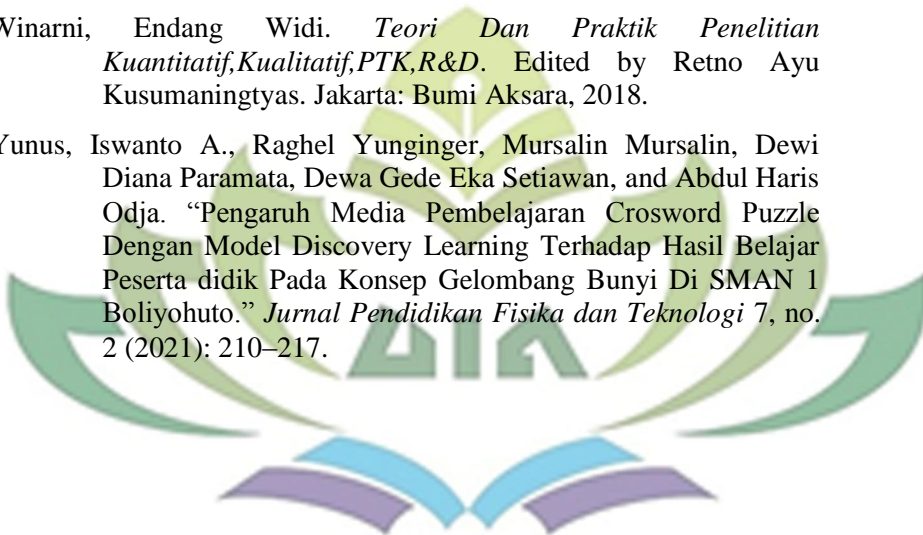 Winarni, Endang Widi. Teori Dan Praktik Penelitian
Kuantitatif,Kualitatif,PTK,R&D. Edited by Retno Ayu
Kusumaningtyas. Jakarta: Bumi Aksara, 2018.
Yunus, Iswanto A., Raghel Yunginger, Mursalin Mursalin, Dewi
Diana Paramata, Dewa Gede Eka Setiawan, and Abdul Haris
Odja. “Pengaruh Media Pembelajaran Crosword Puzzle
Dengan Model Discovery Learning Terhadap Hasil Belajar
Peserta didik Pada Konsep Gelombang Bunyi Di SMAN 1
Boliyohuto.” Jurnal Pendidikan Fisika dan Teknologi 7, no.
2 (2021): 210–217.